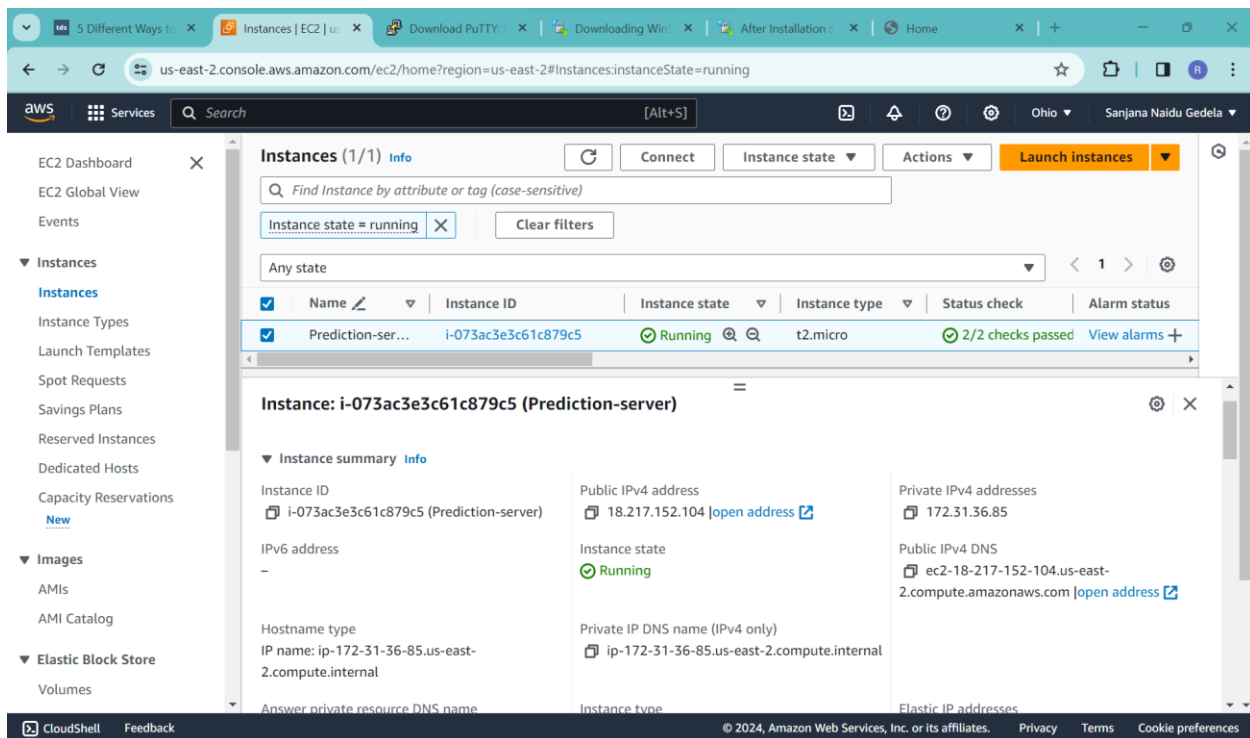 5 Different Ways to
Instances | EC2 | us
Download PuTTY:
Downloading Win
After Installation ::
Home
us-east-2.console.aws.amazon.com/ec2/home?region=us-east-2#Instances:instanceState=running
R
aws
Services
Search
[Alt+S]
Ohio
Sanjana Naidu Gedela
EC2 Dashboard
EC2 Global View
Events
Instances
Instances
Instance Types
Launch Templates
Spot Requests
Savings Plans
Reserved Instances
Dedicated Hosts
Capacity Reservations
New
Images
AMIs
AMI Catalog
Elastic Block Store
Volumes
Instances (1/1) Info
Connect
Instance state
Actions
Launch instances
Find Instance by attribute or tag (case-sensitive)
Instance state = running
Clear filters
Any state
1
Name Instance ID Instance state Instance type Status check Alarm status
Prediction-ser... i-073ac3e3c61c879c5 Running t2.micro 2/2 checks passed View alarms +
Instance: i-073ac3e3c61c879c5 (Prediction-server)
Instance summary Info
Instance ID
i-073ac3e3c61c879c5 (Prediction-server)
Public IPv4 address
18.217.152.104 |open address
Private IPv4 addresses
172.31.36.85
IPv6 address
–
Instance state
Running
Public IPv4 DNS
ec2-18-217-152-104.us-east-
2.compute.amazonaws.com |open address
Hostname type
IP name: ip-172-31-36-85.us-east-
2.compute.internal
Private IP DNS name (IPv4 only)
ip-172-31-36-85.us-east-2.compute.internal
Answer private resource DNS name
Instance type
Elastic IP addresses
CloudShell
Feedback
© 2024, Amazon Web Services, Inc. or its affiliates.
Privacy
Terms
Cookie preferences